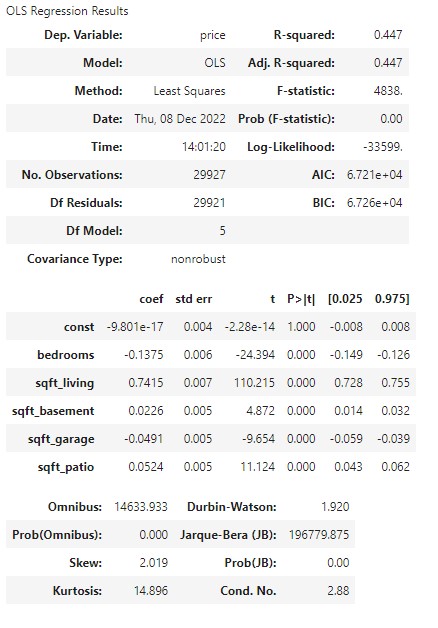 OLS Regression Results
Dep. Variable: price R-squared: 0.447
Model: OLS Adj. R-squared: 0.447
Method: Least Squares F-statistic: 4838.
Date: Thu, 08 Dec 2022 Prob (F-statistic): 0.00
Time: 14:01:20 Log-Likelihood: -33599.
No. Observations: 29927 AIC: 6.721e+04
Df Residuals: 29921 BIC: 6.726e+04
Df Model: 5
Covariance Type: nonrobust
coef std err t P>|t| [0.025 0.975]
const -9.801e-17 0.004 -2.28e-14 1.000 -0.008 0.008
bedrooms -0.1375 0.006 -24.394 0.000 -0.149 -0.126
sqft_living 0.7415 0.007 110.215 0.000 0.728 0.755
sqft_basement 0.0226 0.005 4.872 0.000 0.014 0.032
sqft_garage -0.0491 0.005 -9.654 0.000 -0.059 -0.039
sqft_patio 0.0524 0.005 11.124 0.000 0.043 0.062
Omnibus: 14633.933 Durbin-Watson: 1.920
Prob(Omnibus): 0.000 Jarque-Bera (JB): 196779.875
Skew: 2.019 Prob(JB): 0.00
Kurtosis: 14.896 Cond. No. 2.88